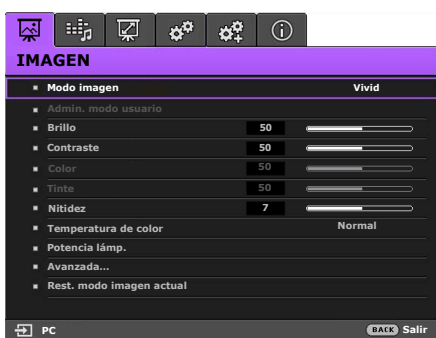 IMAGEN
Modo imagen Vivid
Admin. modo usuario
Brillo 50
Contraste 50
Color 50
Tinte 50
Nitidez 7
Temperatura de color Normal
Potencia lámp.
Avanzada...
Rest. modo imagen actual
PC BACK Salir